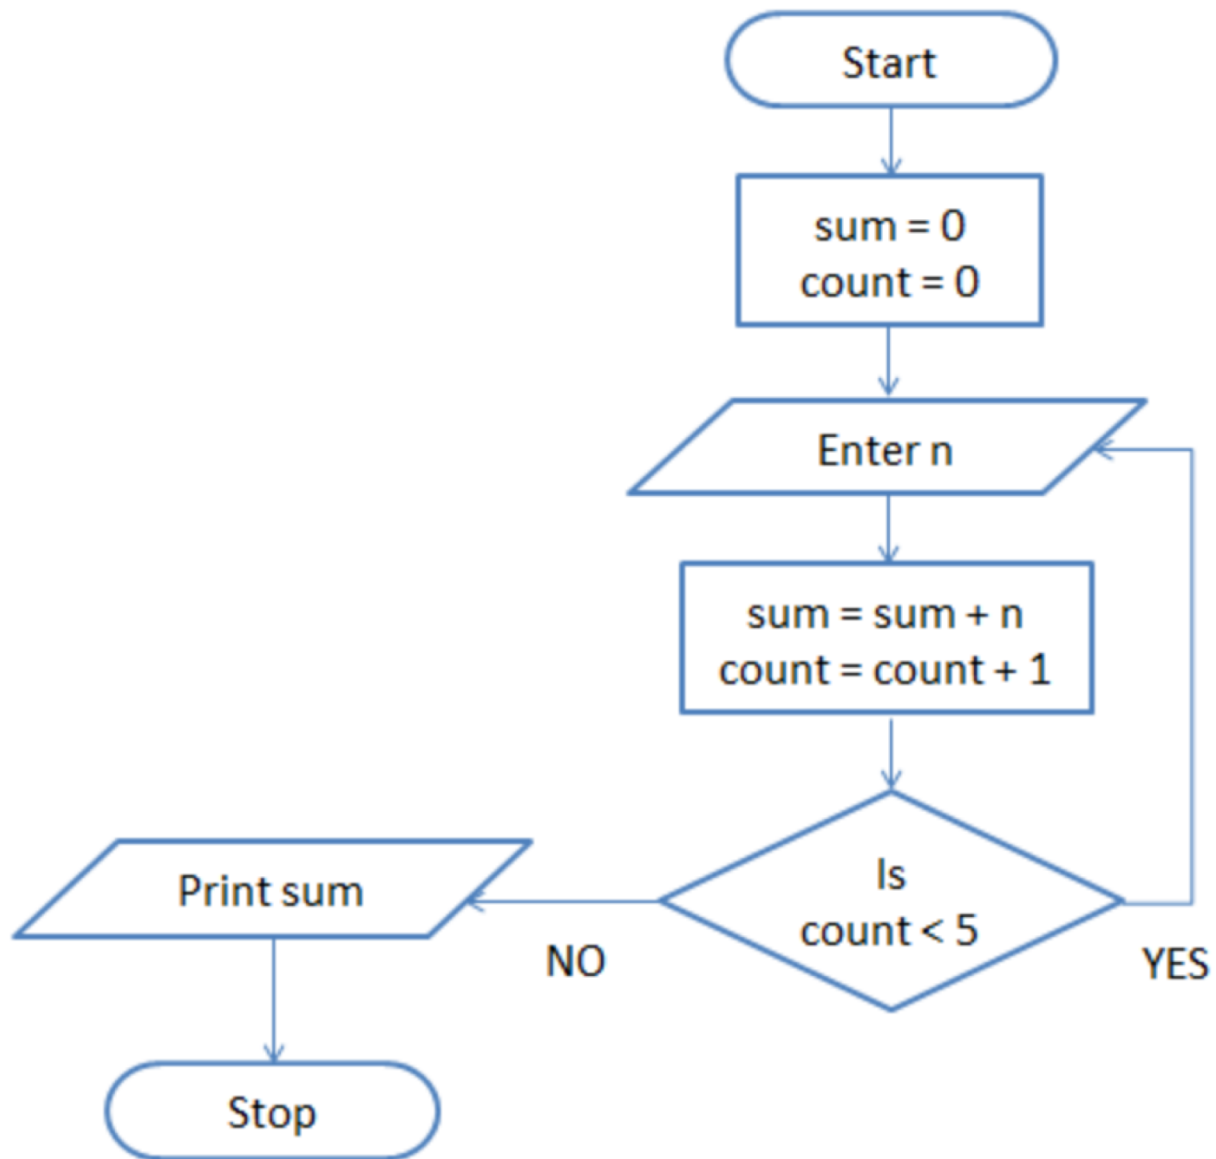 Start
sum = 0
count = 0
Enter n
sum = sum + n
count = count + 1
Is
count < 5
YES
NO
Print sum
Stop